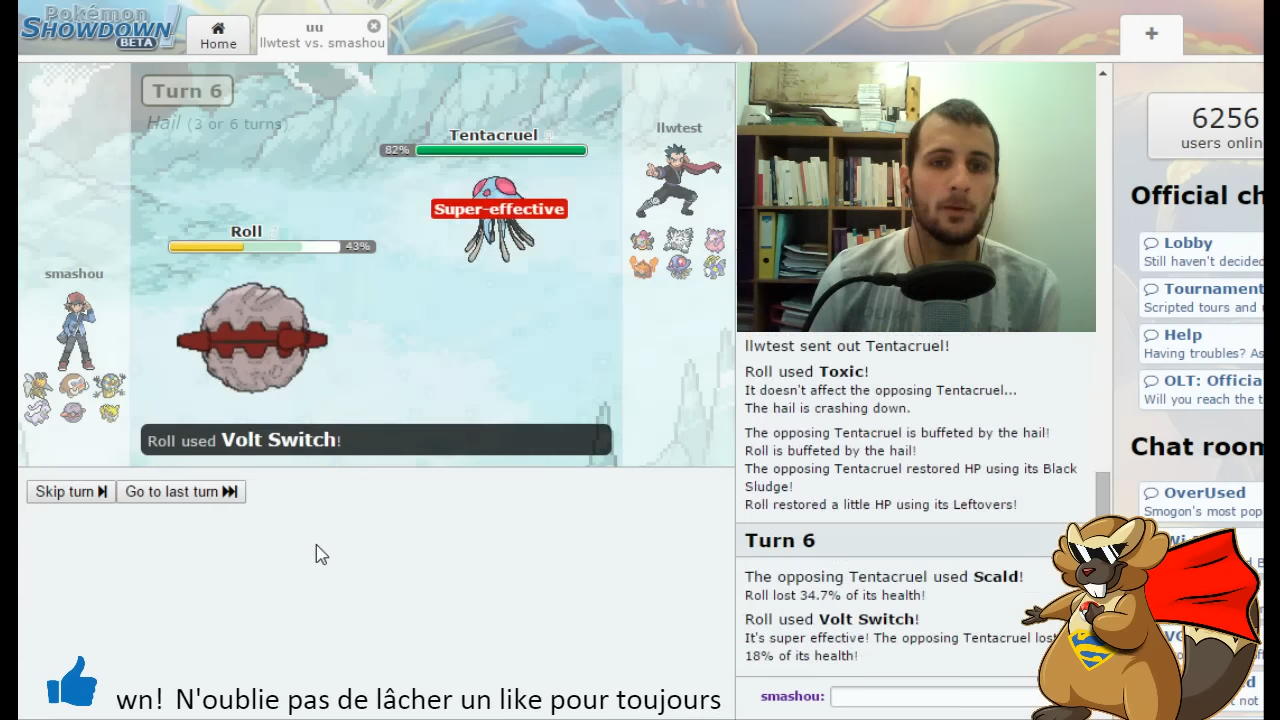 Pokémon
SHOWDOWN
BETA
Home
uu
llwtest vs. smashou
+
Turn 6
Hail (3 or 6 turns)
Tentacruel
82%
Super-effective
Roll
43%
smashou
llwtest
Roll used Volt Switch!
Skip turn
Go to last turn
llwtest sent out Tentacruel!
Roll used Toxic!
It doesn't affect the opposing Tentacruel...
The hail is crashing down.
The opposing Tentacruel is buffeted by the hail!
Roll is buffeted by the hail!
The opposing Tentacruel restored HP using its Black
Sludge!
Roll restored a little HP using its Leftovers!
Turn 6
The opposing Tentacruel used Scald!
Roll lost 34.7% of its health!
Roll used Volt Switch!
It's super effective! The opposing Tentacruel lost
18% of its health!
smashou:
6256
users onlin
Official ch
Lobby
Still haven't decided
Tournament
Scripted tours and
Help
Having troubles? As
OLT: Officia
Will you reach the t
Chat room
OverUsed
Smogon's most pop
wn! N'oublie pas de lâcher un like pour toujours